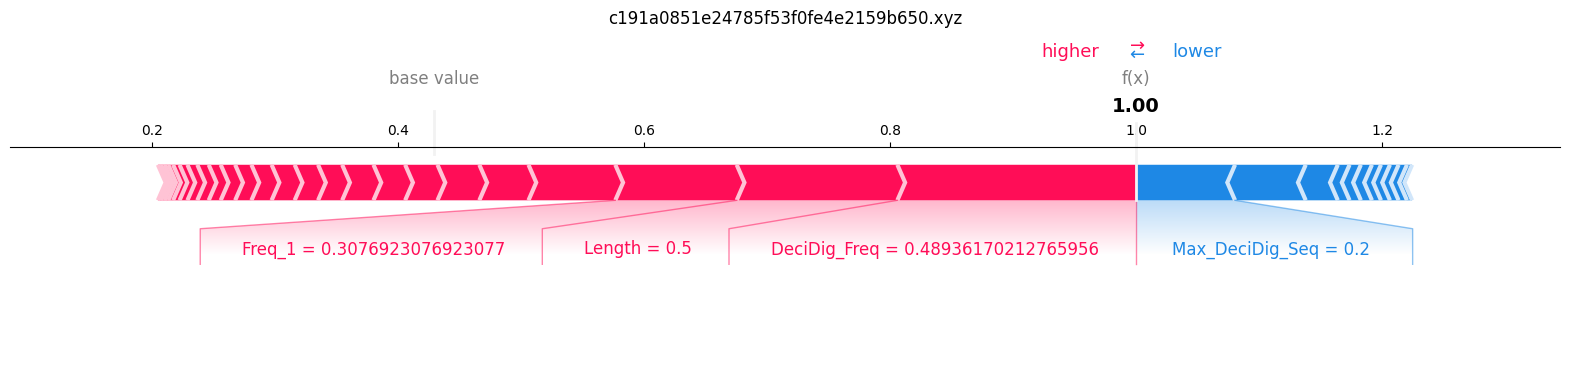 c191a0851e24785f53f0fe4e2159b650.xyz
higher ⇄ lower
base value f(x)
1.00
0.2 0.4 0.6 0.8 1 0 1.2
Freq_1 = 0.3076923076923077 Length = 0.5 DeciDig_Freq = 0.48936170212765956 Max_DeciDig_Seq = 0.2